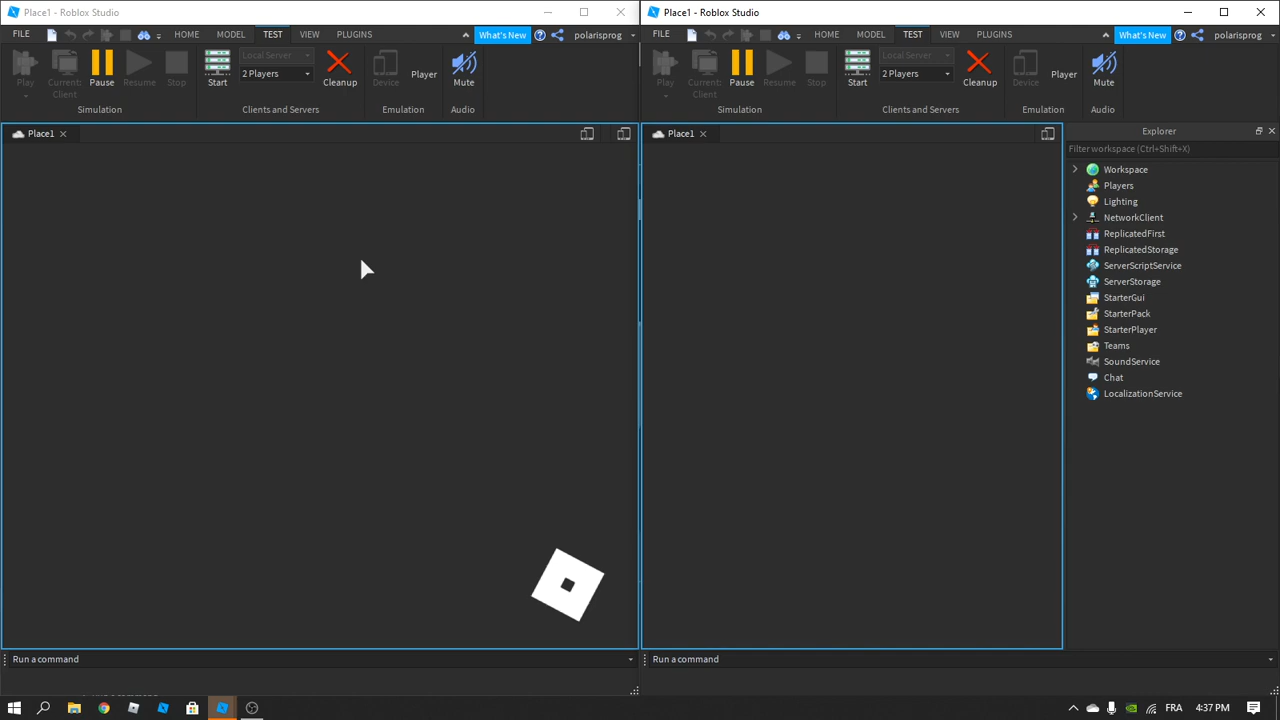 Place1 - Roblox Studio
FILE HOME MODEL TEST VIEW PLUGINS What's New polarisprog
Play Current: Client Pause Resume Stop Start Local Server 2 Players Cleanup Device Player Mute
Simulation Clients and Servers Emulation Audio
Place1
Run a command
Place1 - Roblox Studio
FILE HOME MODEL TEST VIEW PLUGINS What's New polarisprog
Play Current: Client Pause Resume Stop Start Local Server 2 Players Cleanup Device Player Mute
Simulation Clients and Servers Emulation Audio
Place1
Run a command
Explorer
Filter workspace (Ctrl+Shift+X)
Workspace
Players
Lighting
NetworkClient
ReplicatedFirst
ReplicatedStorage
ServerScriptService
ServerStorage
StarterGui
StarterPack
StarterPlayer
Teams
SoundService
Chat
LocalizationService
FRA 4:37 PM